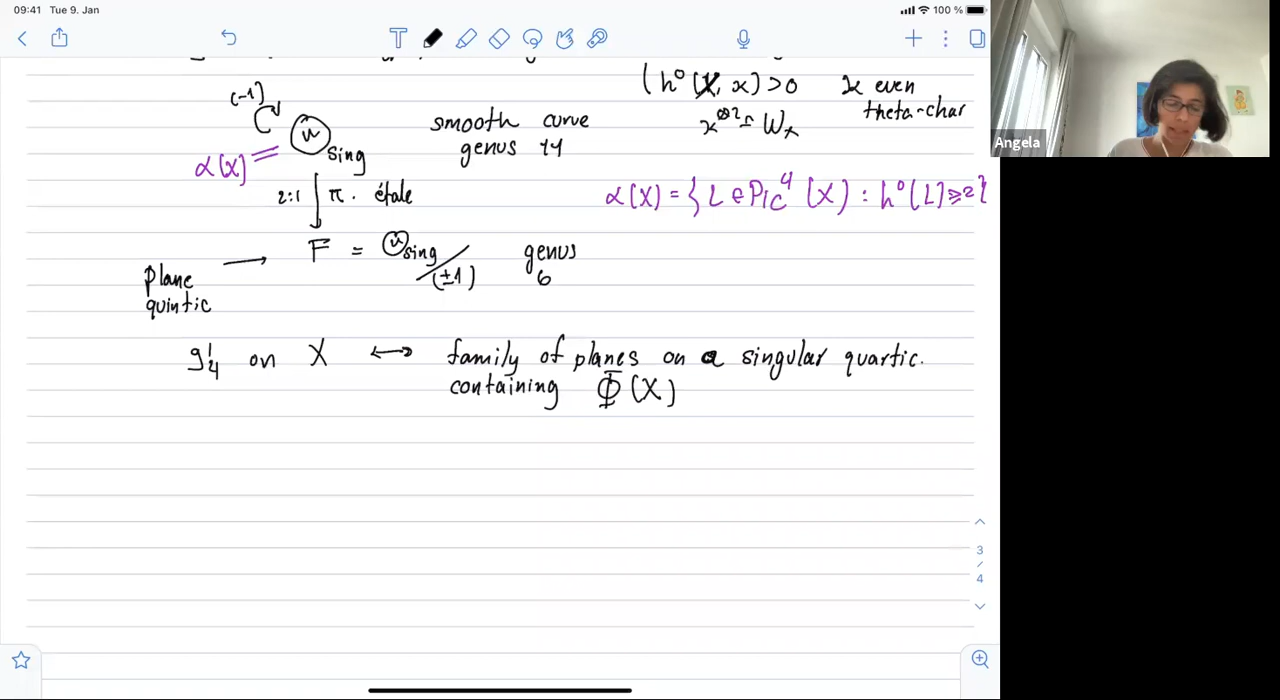 09:41 Tue 9. Jan
100 %
(h⁰(X, ϰ) > 0 ϰ even
theta-char
ϰ^⊗2 = ω_X
(-1)
Ⓗ sing
α(X) =
smooth curve
genus 11
2:1 π. étale
α(X) = { L ∈ Pic⁴(X) : h⁰(L) ≥ 2 }
F = Ⓗ sing / (±1) genus
6
plane
quintic
g¹₄ on X ↔ family of planes on a singular quartic.
containing Φ(X)
Angela
3
/
4